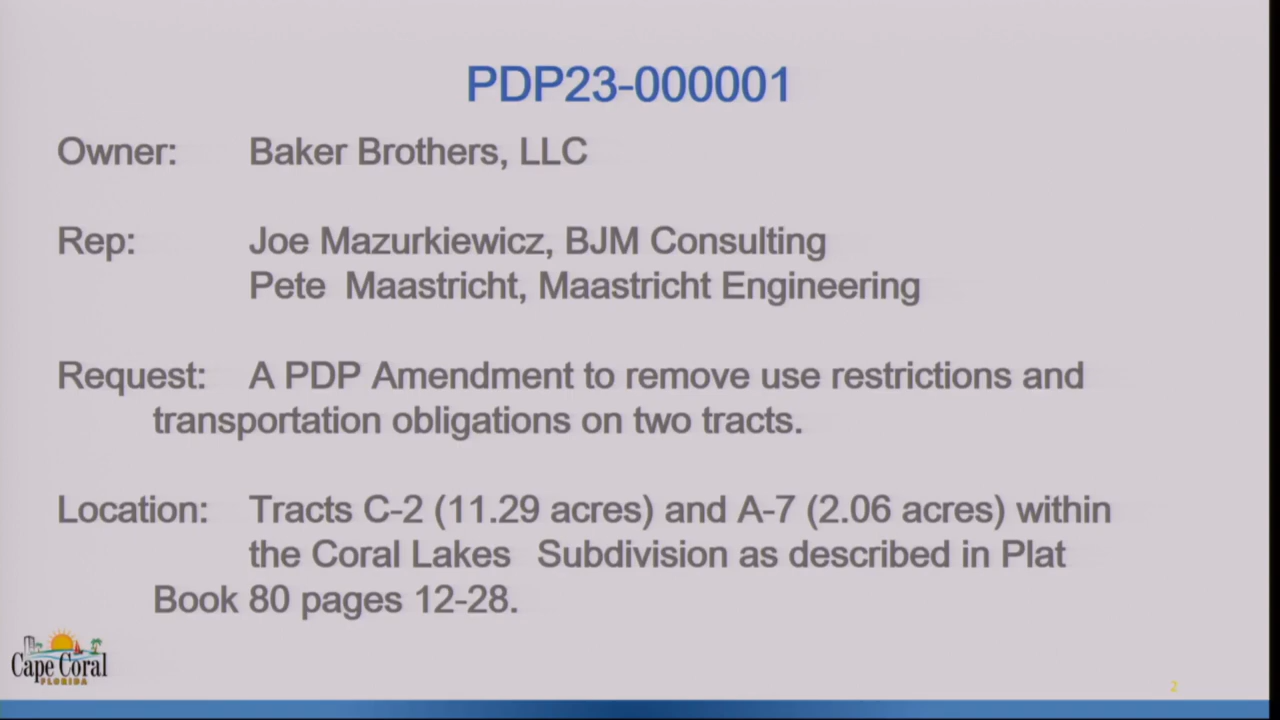 PDP23-000001
Owner: Baker Brothers, LLC
Rep: Joe Mazurkiewicz, BJM Consulting
Pete Maastricht, Maastricht Engineering
Request: A PDP Amendment to remove use restrictions and
transportation obligations on two tracts.
Location: Tracts C-2 (11.29 acres) and A-7 (2.06 acres) within
the Coral Lakes Subdivision as described in Plat
Book 80 pages 12-28.
Cape Coral
FLORIDA
2